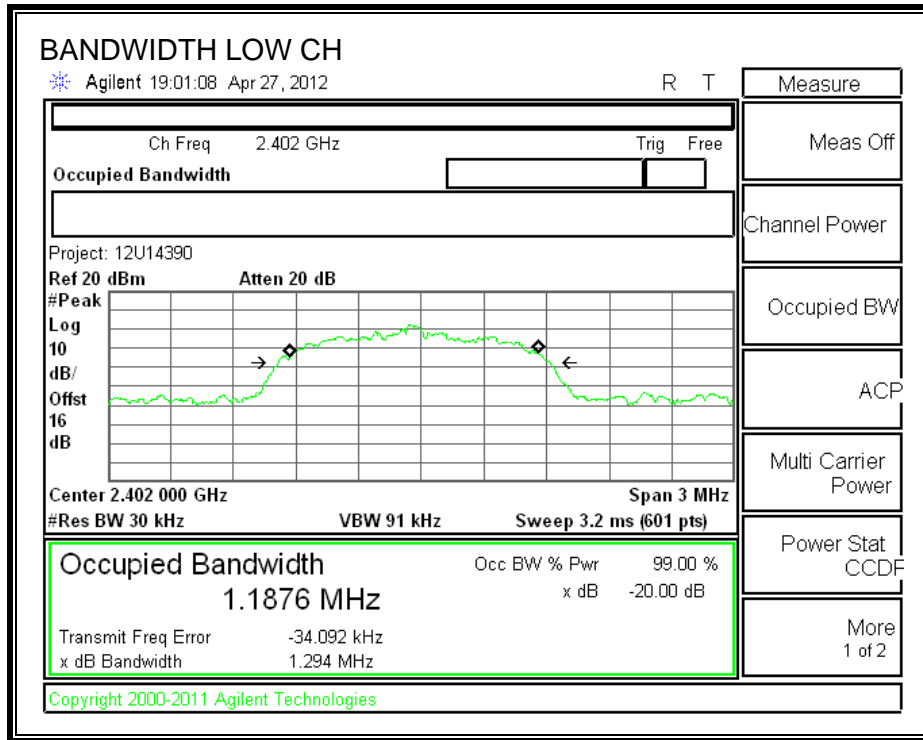 BANDWIDTH LOW CH
Agilent 19:01:08 Apr 27, 2012 R T
Measure
Ch Freq 2.402 GHz Trig Free
Meas Off
Occupied Bandwidth
Channel Power
Project: 12U14390
Ref 20 dBm Atten 20 dB
#Peak
Log
10
dB/
Offst
16
dB
Occupied BW
ACP
Center 2.402 000 GHz Span 3 MHz
#Res BW 30 kHz VBW 91 kHz Sweep 3.2 ms (601 pts)
Multi Carrier
Power
Occupied Bandwidth Occ BW % Pwr 99.00 %
1.1876 MHz x dB -20.00 dB
Power Stat
CCDF
Transmit Freq Error -34.092 kHz
x dB Bandwidth 1.294 MHz
More
1 of 2
Copyright 2000-2011 Agilent Technologies